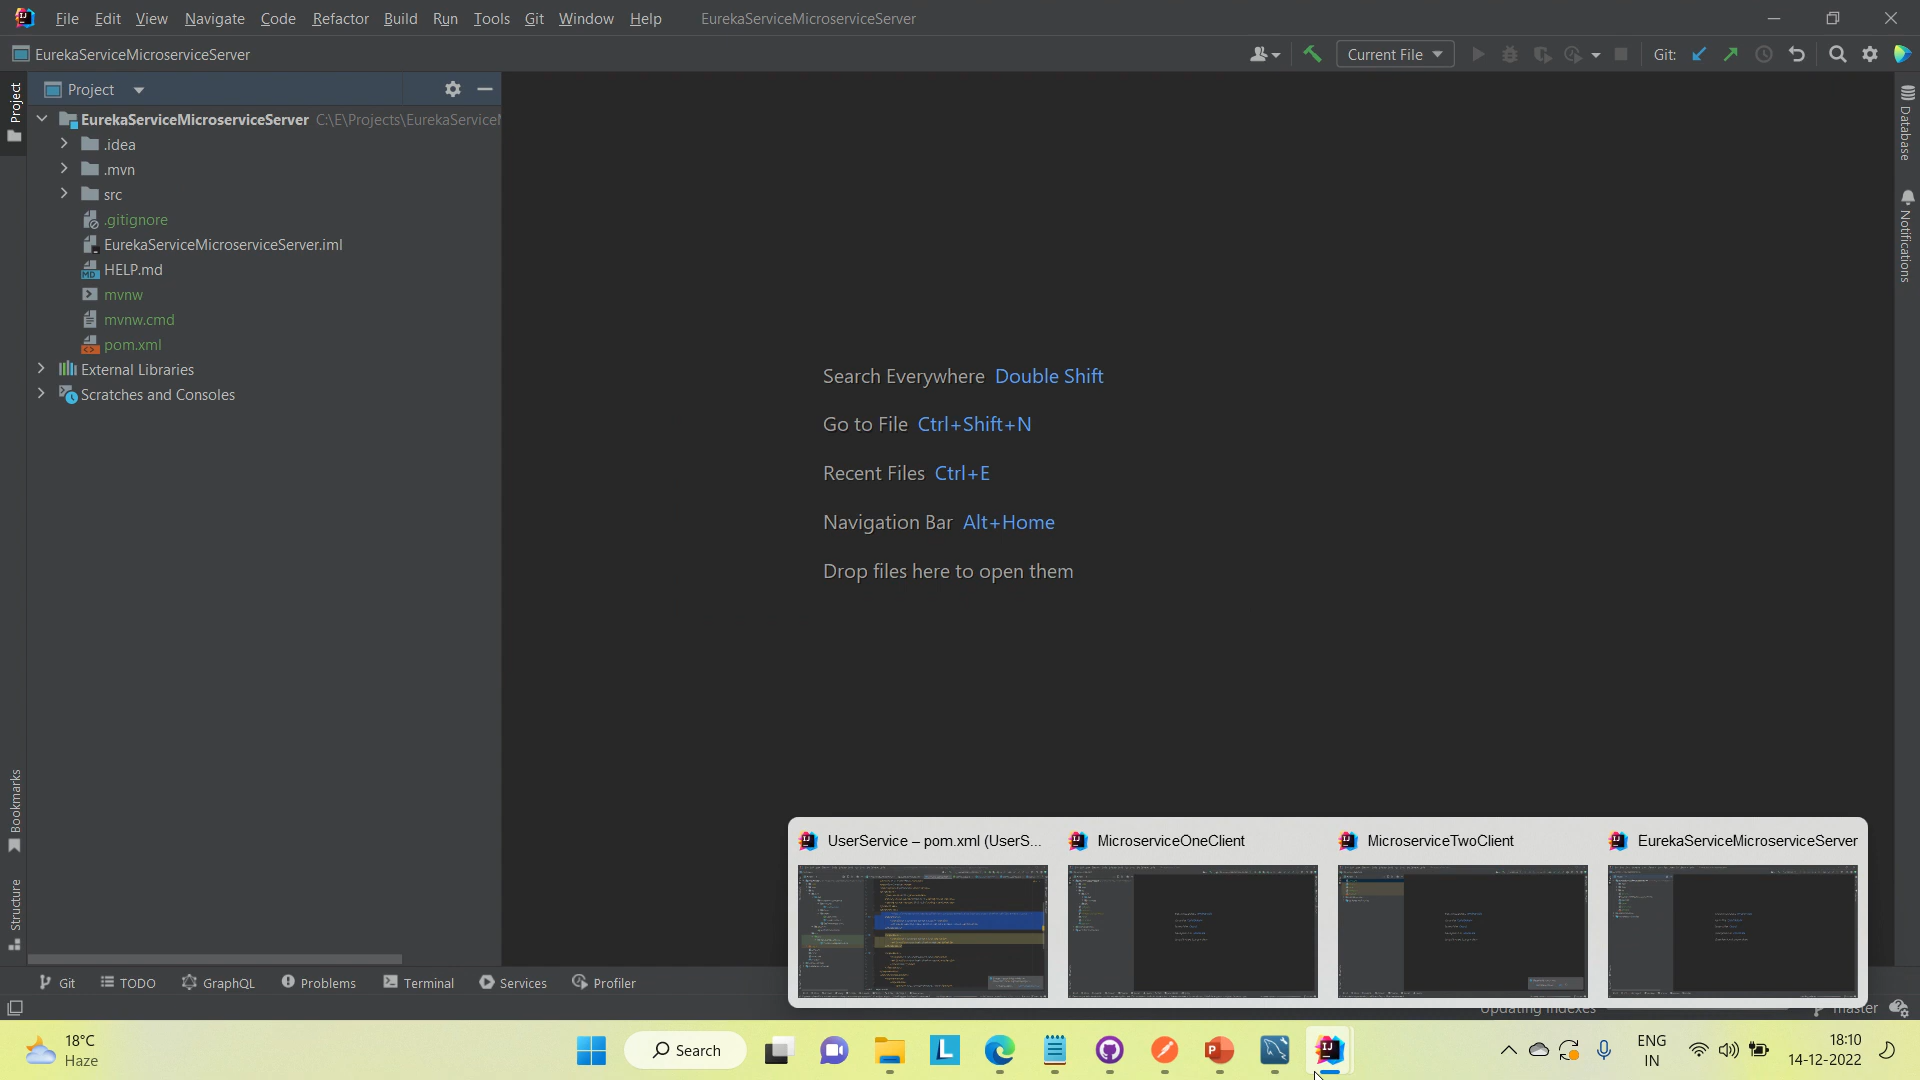 File Edit View Navigate Code Refactor Build Run Tools Git Window Help EurekaServiceMicroserviceServer
EurekaServiceMicroserviceServer
Current File
Git:
Project
Project
EurekaServiceMicroserviceServer C:\E\Projects\EurekaService
.idea
.mvn
src
.gitignore
EurekaServiceMicroserviceServer.iml
HELP.md
mvnw
mvnw.cmd
pom.xml
External Libraries
Scratches and Consoles
Bookmarks
Structure
Search Everywhere Double Shift
Go to File Ctrl+Shift+N
Recent Files Ctrl+E
Navigation Bar Alt+Home
Drop files here to open them
Database
Notifications
UserService – pom.xml (UserS...
MicroserviceOneClient
MicroserviceTwoClient
EurekaServiceMicroserviceServer
Git TODO GraphQL Problems Terminal Services Profiler
Updating indexes
master
18°C
Haze
Search
ENG
IN
18:10
14-12-2022